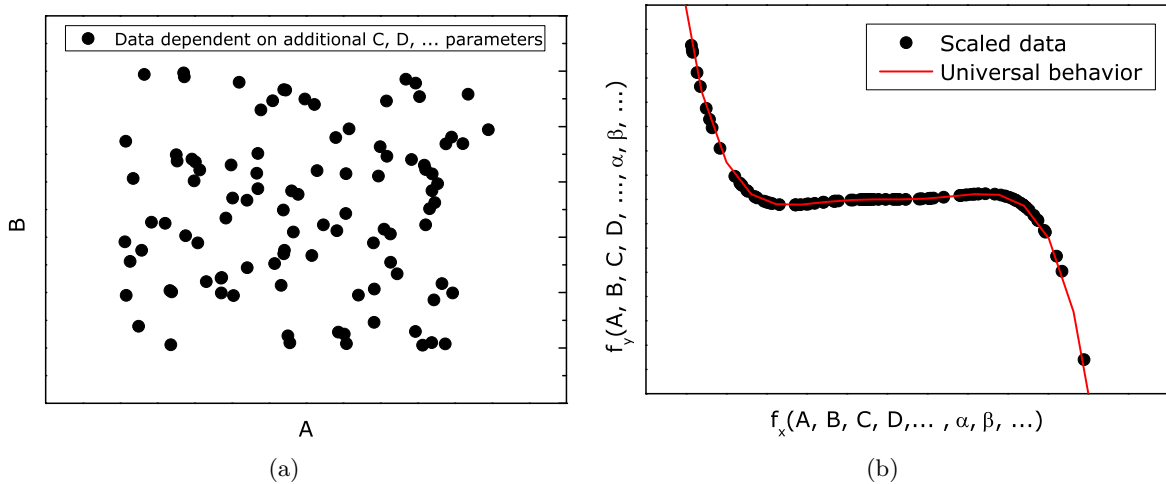 Data dependent on additional C, D, ... parameters
B
A
(a)
Scaled data
Universal behavior
f_y(A, B, C, D, ..., α, β, ...)
f_x(A, B, C, D,... , α, β, ...)
(b)